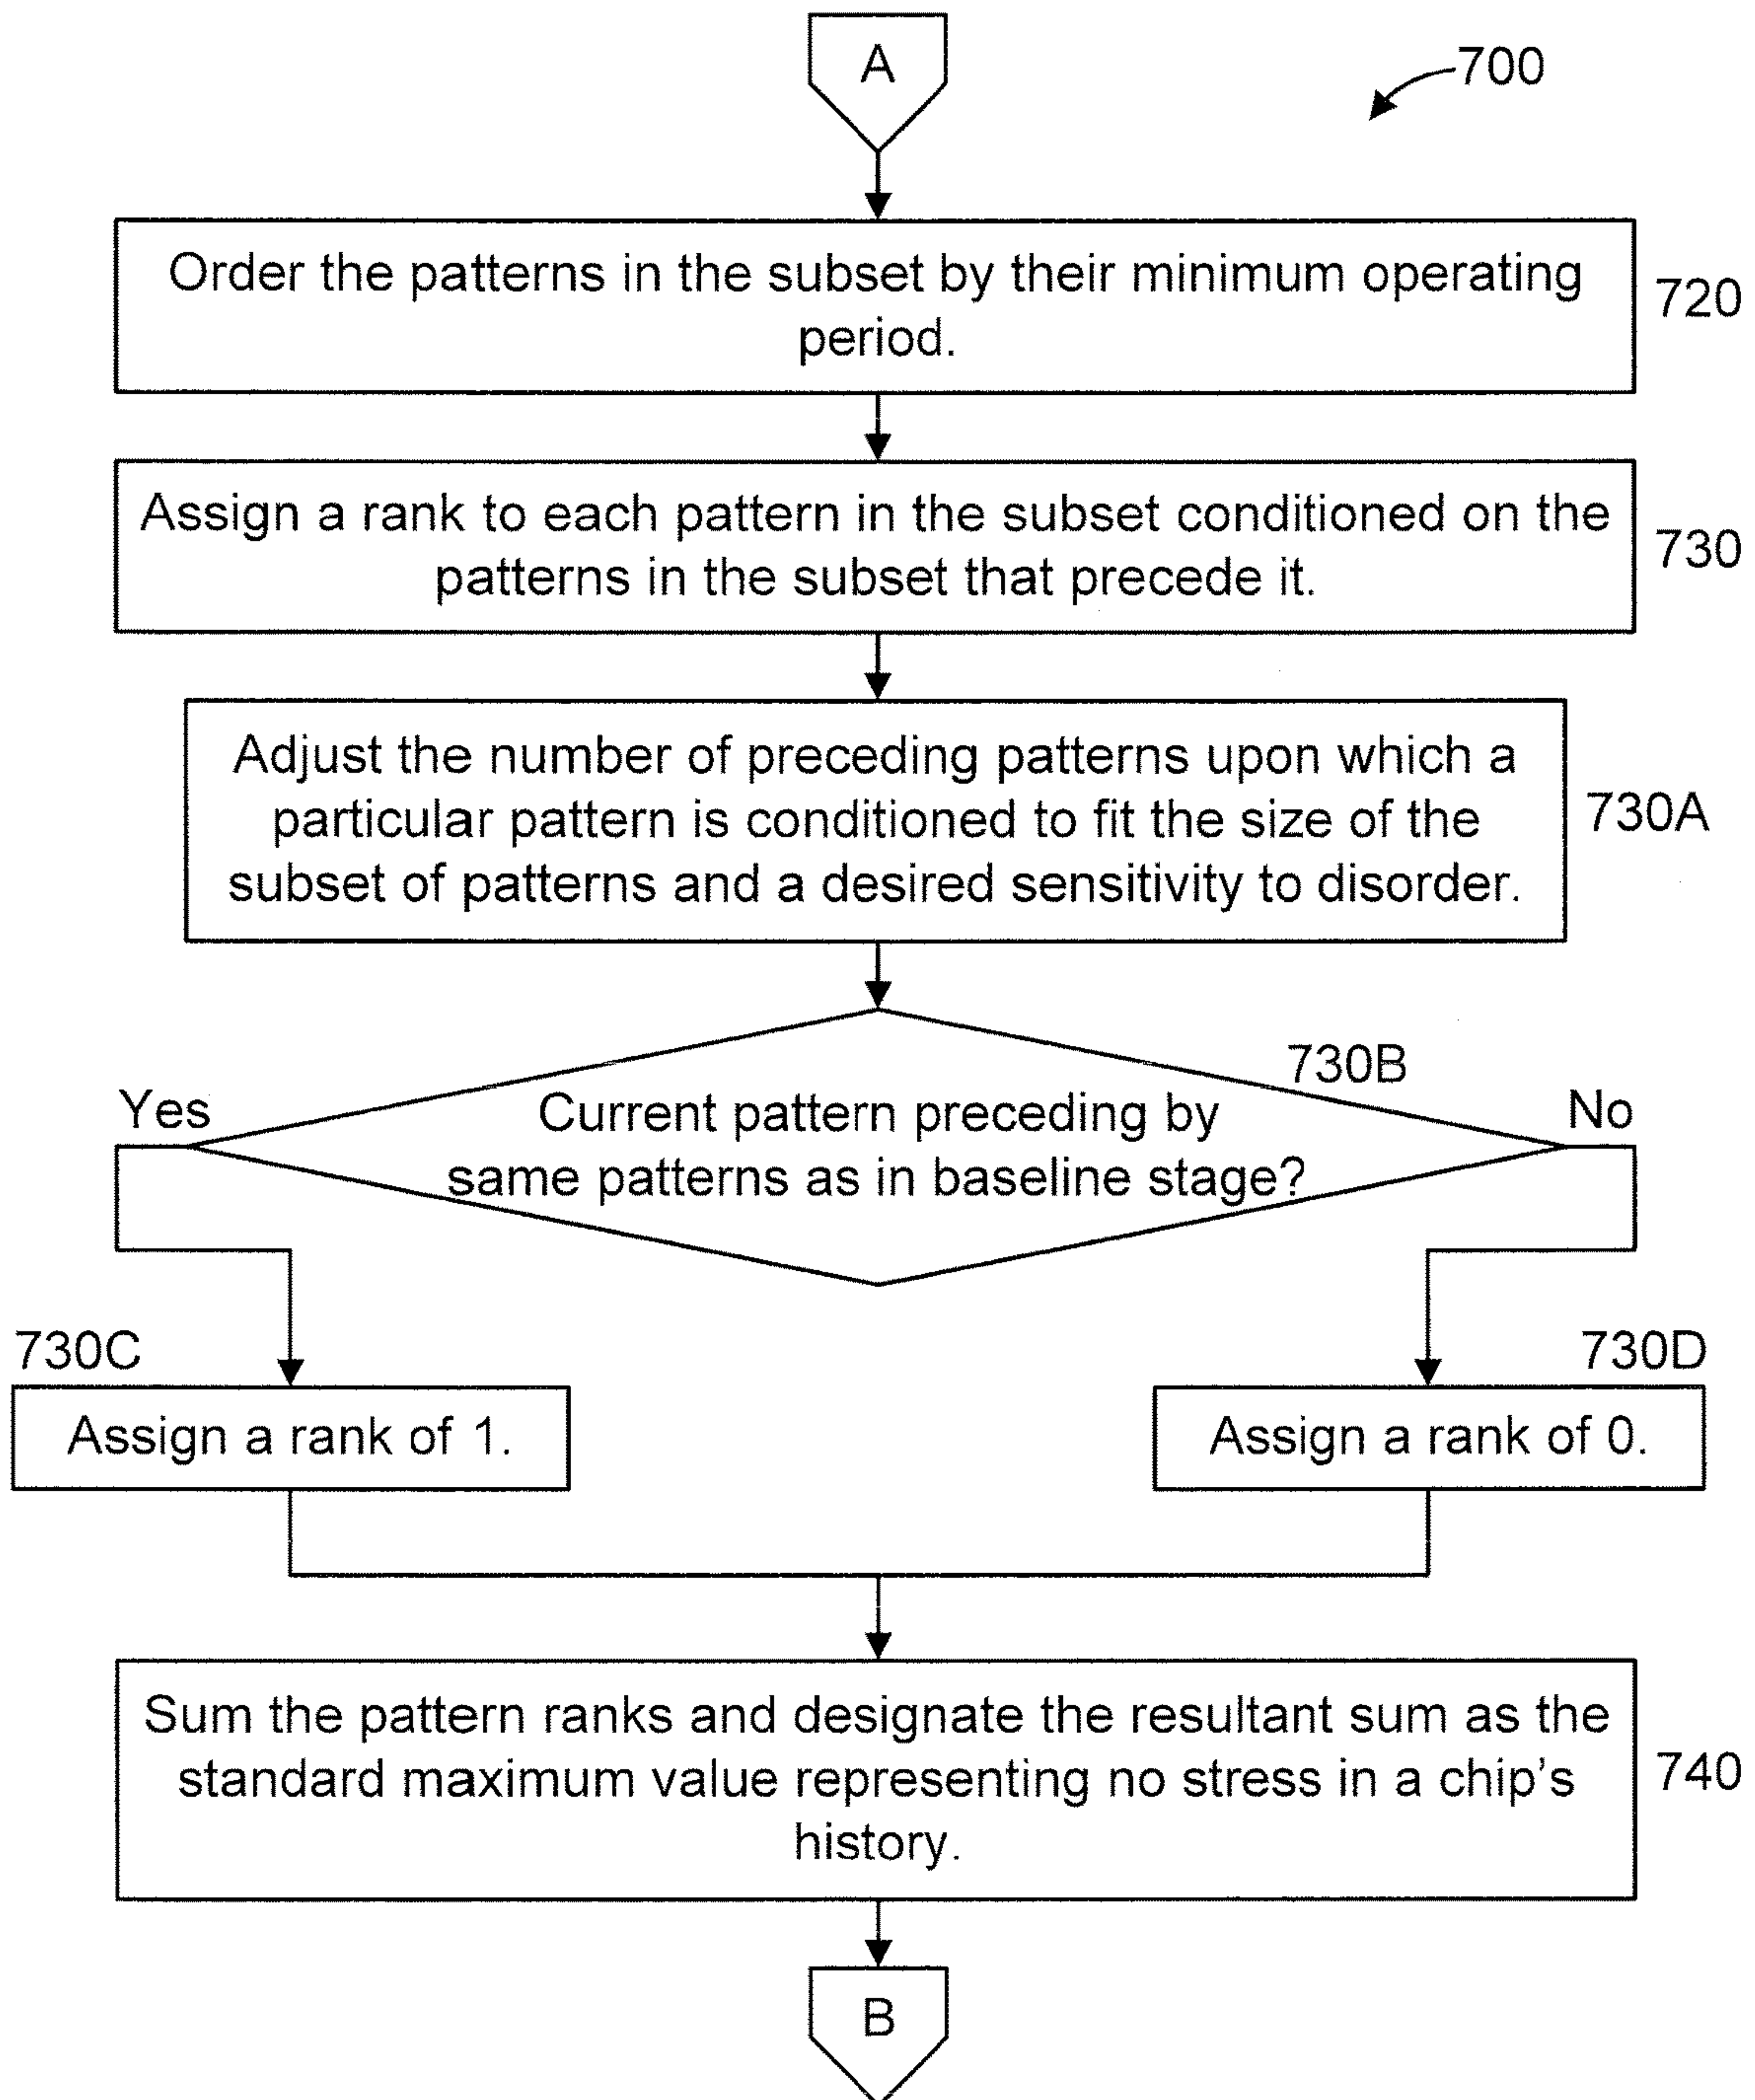 A
700
Order the patterns in the subset by their minimum operating
period.
720
Assign a rank to each pattern in the subset conditioned on the
patterns in the subset that precede it.
730
Adjust the number of preceding patterns upon which a
particular pattern is conditioned to fit the size of the
subset of patterns and a desired sensitivity to disorder.
730A
730B
Yes
Current pattern preceding by
same patterns as in baseline stage?
No
730C
730D
Assign a rank of 1.
Assign a rank of 0.
Sum the pattern ranks and designate the resultant sum as the
standard maximum value representing no stress in a chip's
history.
740
B